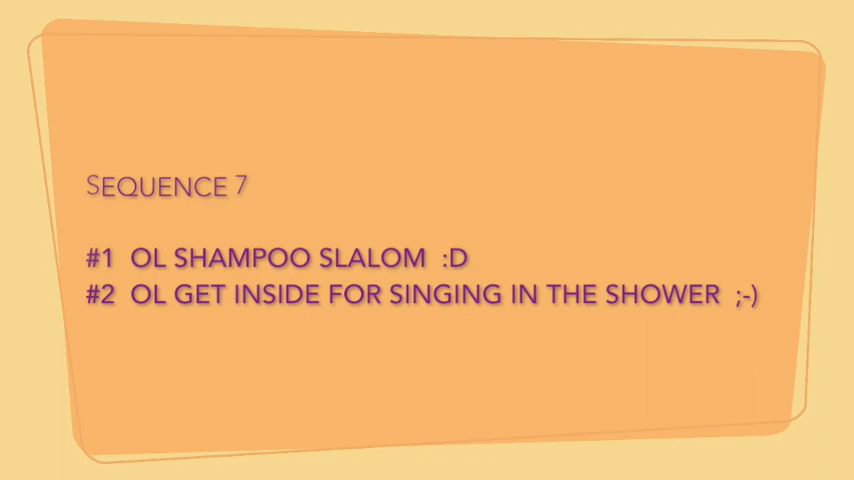 SEQUENCE 7
#1 OL SHAMPOO SLALOM :D
#2 OL GET INSIDE FOR SINGING IN THE SHOWER ;-)